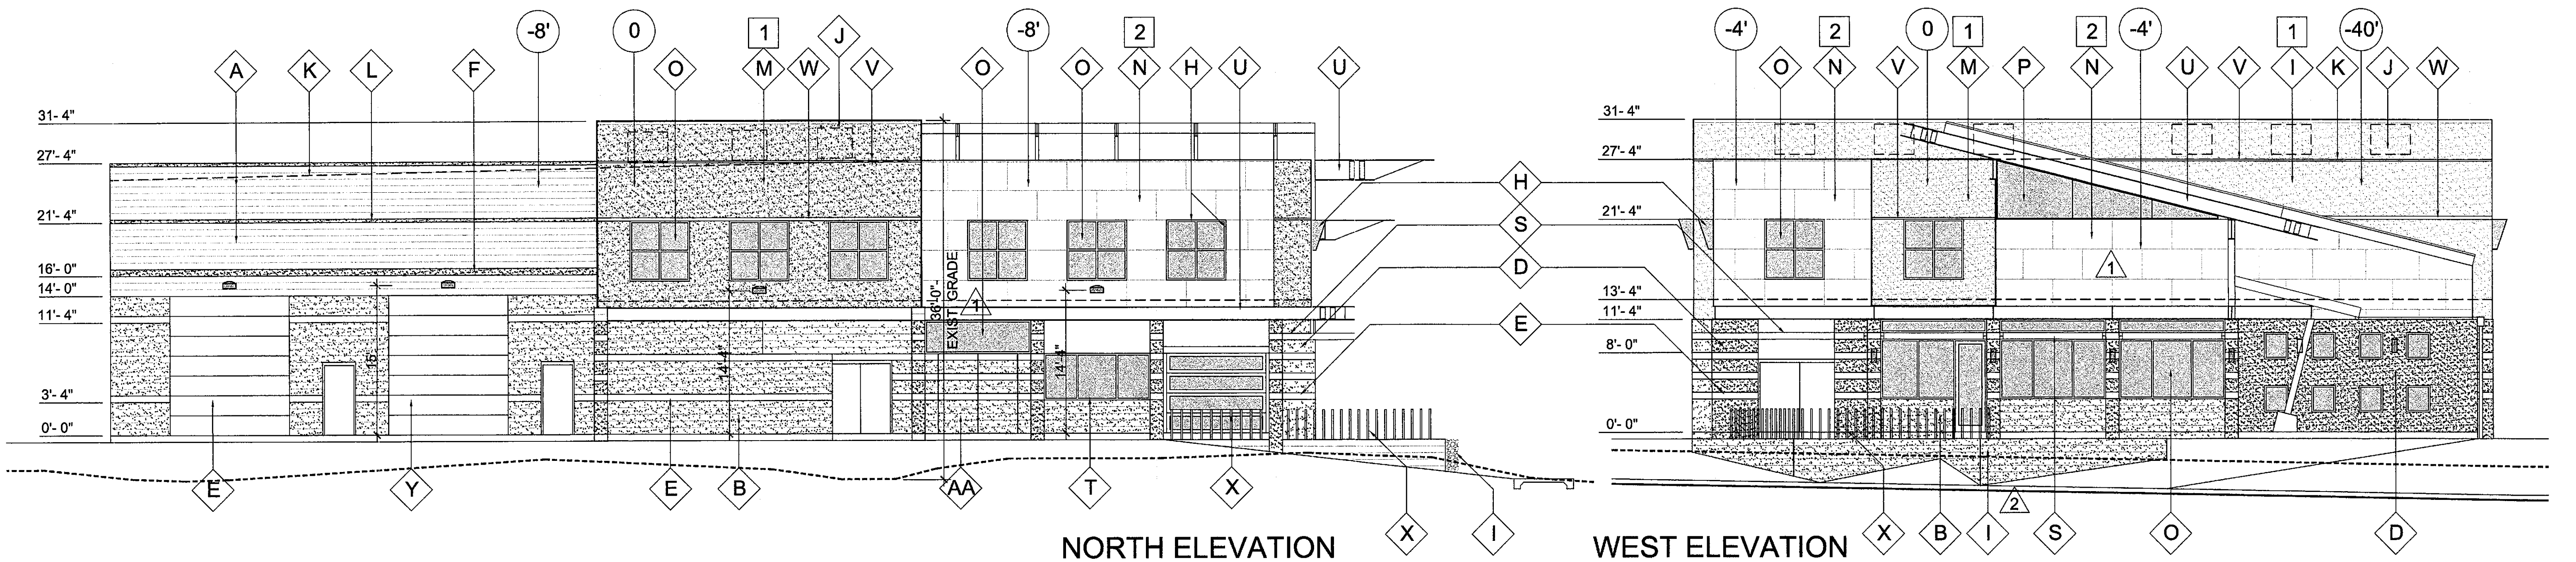 -8' 0 1 J -8' 2
A K L F O M W V O O N H U U
31'- 4"
27'- 4"
21'- 4"
16'- 0"
14'- 0"
11'- 4"
3'- 4"
0'- 0"
15'
14'-4"
36'-0"
EXIST GRADE
1
14'-4"
H
S
D
E
E Y E B AA T X
X I
NORTH ELEVATION
-4' 2 0 1 2 -4' 1 -40'
O N V M P N U V I K J W
31'- 4"
27'- 4"
21'- 4"
13'- 4"
11'- 4"
8'- 0"
3'- 4"
0'- 0"
1
2
X B I S O D
WEST ELEVATION